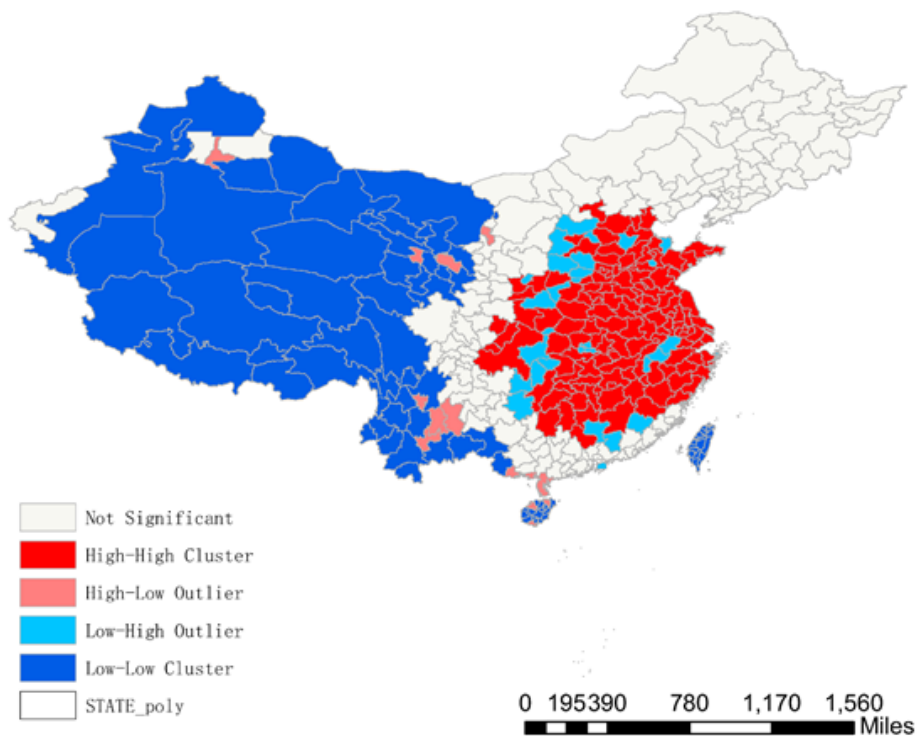 Not Significant
High-High Cluster
High-Low Outlier
Low-High Outlier
Low-Low Cluster
STATE_poly
0 195390 780 1,170 1,560
Miles